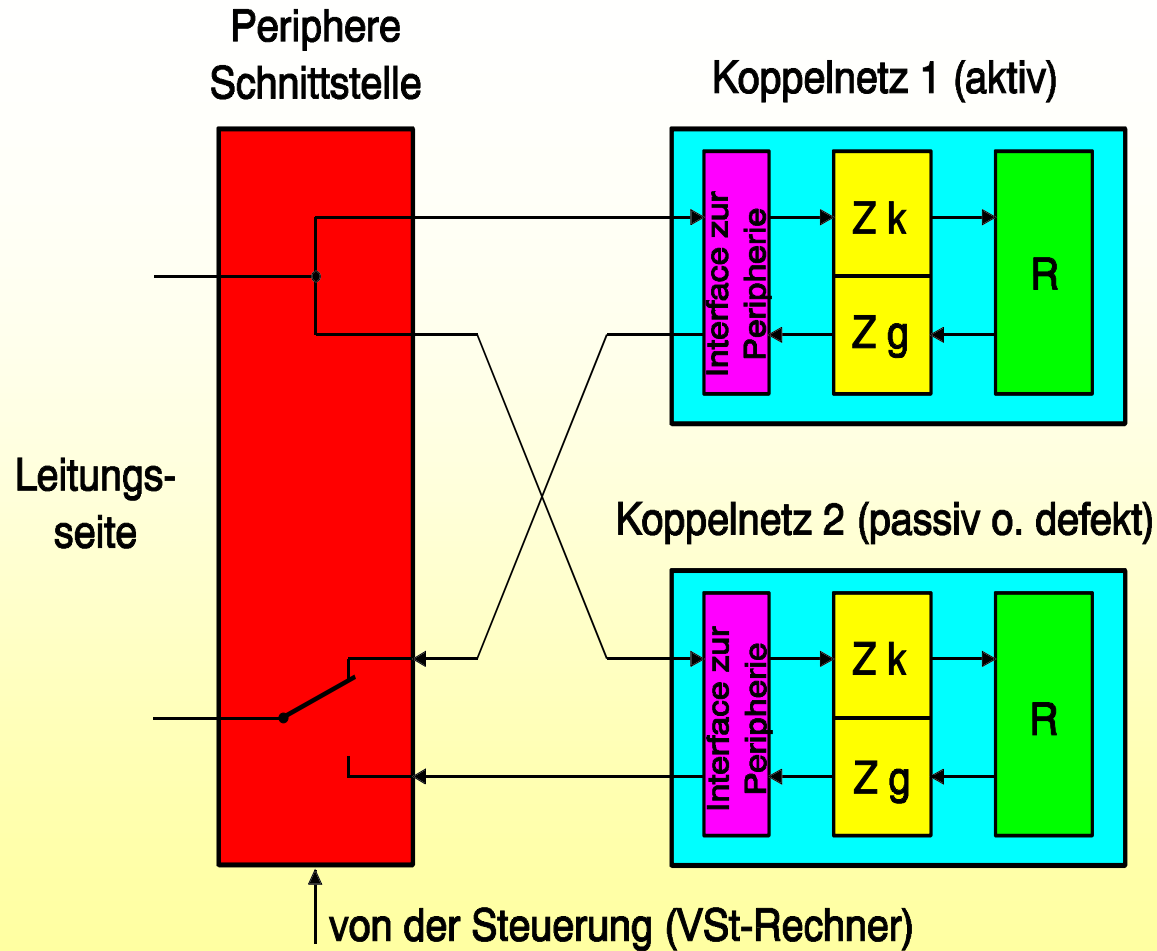 Periphere
Schnittstelle
Koppelnetz 1 (aktiv)
Interface zur
Peripherie
Z k
Z g
R
Leitungs-
seite
Koppelnetz 2 (passiv o. defekt)
Interface zur
Peripherie
Z k
Z g
R
von der Steuerung (VSt-Rechner)